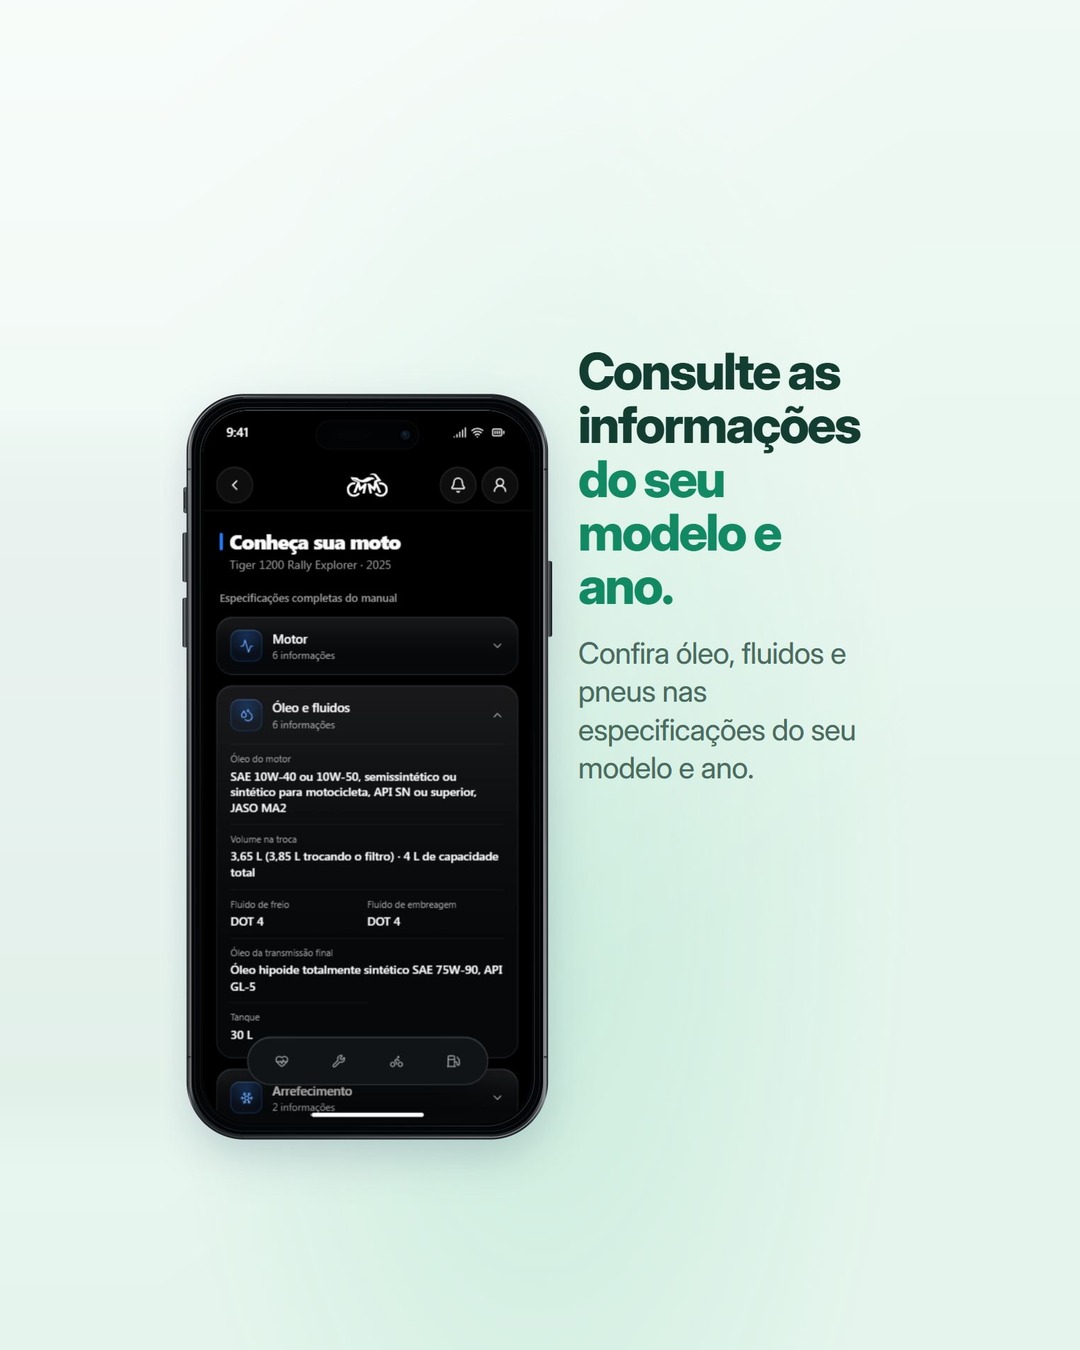 Consulte as
informações
do seu
modelo e
ano.
Confira óleo, fluidos e
pneus nas
especificações do seu
modelo e ano.
9:41
MM
Conheça sua moto
Tiger 1200 Rally Explorer · 2025
Especificações completas do manual
Motor
6 informações
Óleo e fluidos
6 informações
Óleo do motor
SAE 10W-40 ou 10W-50, semissintético ou
sintético para motocicleta, API SN ou superior,
JASO MA2
Volume na troca
3,65 L (3,85 L trocando o filtro) · 4 L de capacidade
total
Fluido de freio
DOT 4
Fluido de embreagem
DOT 4
Óleo da transmissão final
Óleo hipoide totalmente sintético SAE 75W-90, API
GL-5
Tanque
30 L
Arrefecimento
2 informações